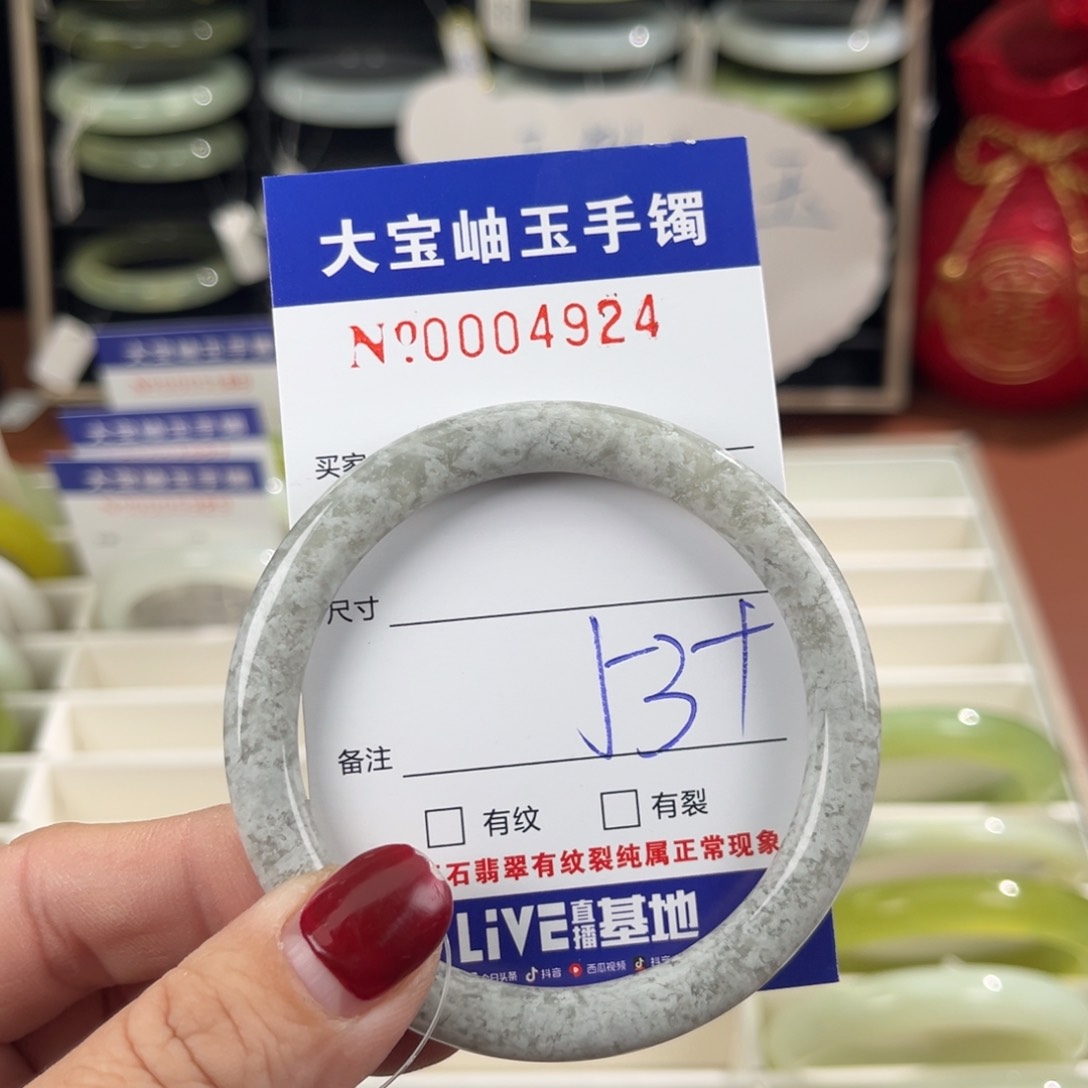 大宝岫玉手镯
Nº0004924
买家
尺寸
备注
有纹 有裂
石翡翠有纹裂纯属正常现象
LiVE直播基地
抖音 西瓜视频